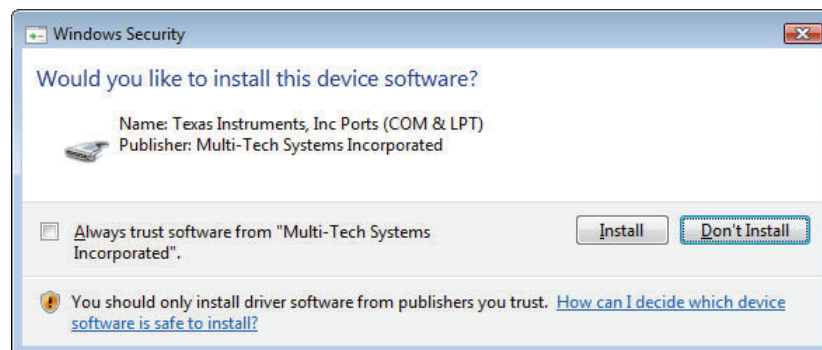 Windows Security
Would you like to install this device software?
Name: Texas Instruments, Inc Ports (COM & LPT)
Publisher: Multi-Tech Systems Incorporated
Always trust software from "Multi-Tech Systems
Incorporated".
Install
Don't Install
You should only install driver software from publishers you trust. How can I decide which device
software is safe to install?